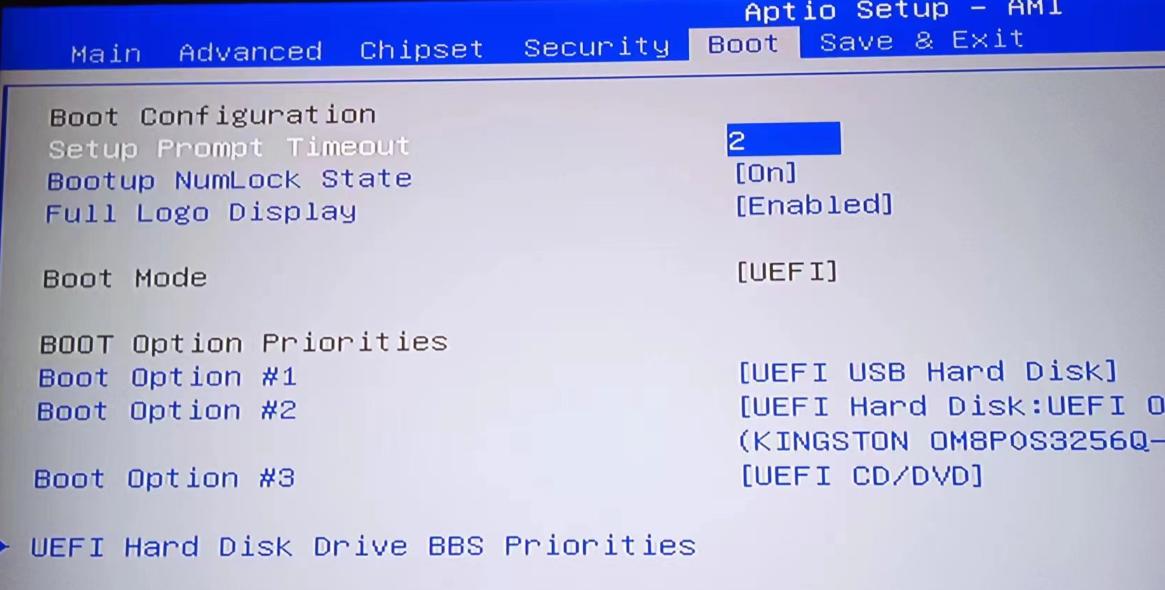 Aptio Setup - AMI
Main Advanced Chipset Security Boot Save & Exit
Boot Configuration
Setup Prompt Timeout 2
Bootup NumLock State [On]
Full Logo Display [Enabled]
Boot Mode [UEFI]
BOOT Option Priorities
Boot Option #1 [UEFI USB Hard Disk]
Boot Option #2 [UEFI Hard Disk:UEFI O
(KINGSTON OM8P0S3256Q-
Boot Option #3 [UEFI CD/DVD]
UEFI Hard Disk Drive BBS Priorities